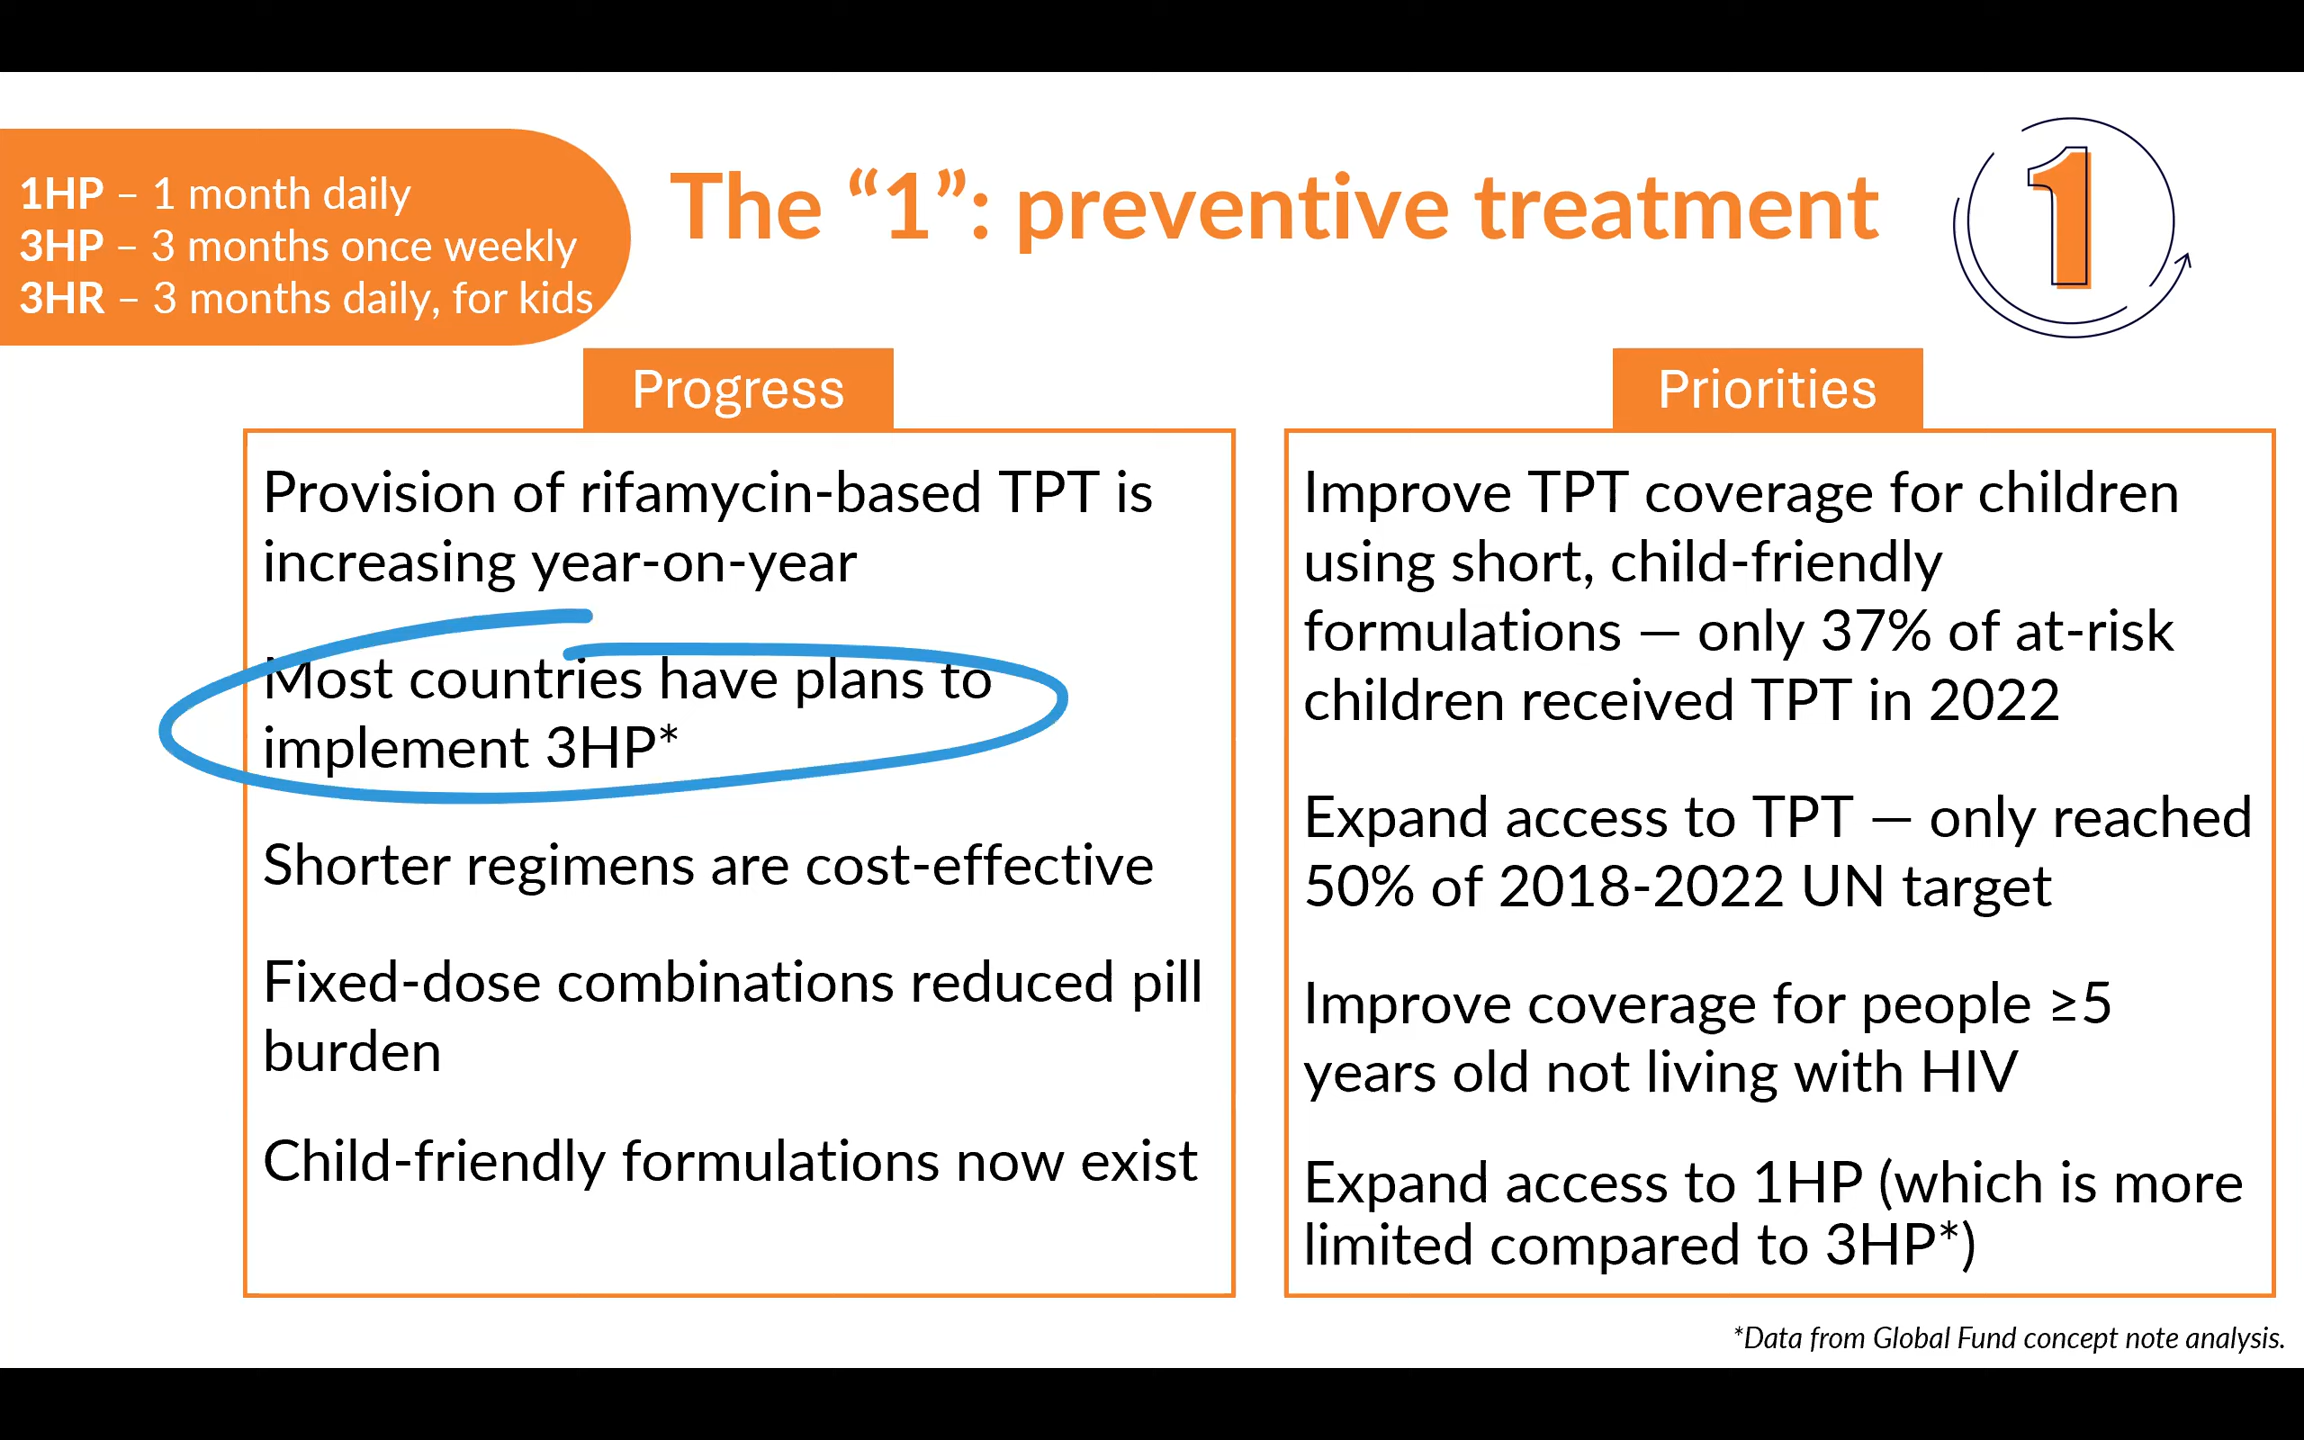 1HP – 1 month daily
3HP – 3 months once weekly
3HR – 3 months daily, for kids
The “1”: preventive treatment
1
Progress
Provision of rifamycin-based TPT is
increasing year-on-year
Most countries have plans to
implement 3HP*
Shorter regimens are cost-effective
Fixed-dose combinations reduced pill
burden
Child-friendly formulations now exist
Priorities
Improve TPT coverage for children
using short, child-friendly
formulations — only 37% of at-risk
children received TPT in 2022
Expand access to TPT — only reached
50% of 2018-2022 UN target
Improve coverage for people ≥5
years old not living with HIV
Expand access to 1HP (which is more
limited compared to 3HP*)
*Data from Global Fund concept note analysis.